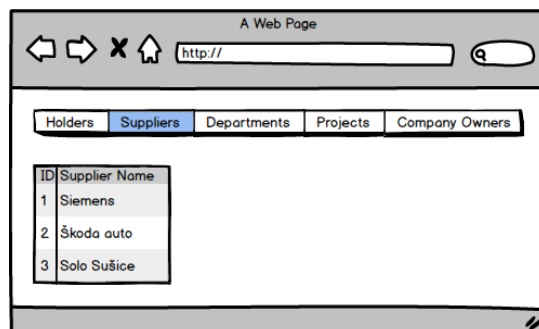 A Web Page
http://
Holders Suppliers Departments Projects Company Owners
ID Supplier Name
1 Siemens
2 Škoda auto
3 Solo Sušice